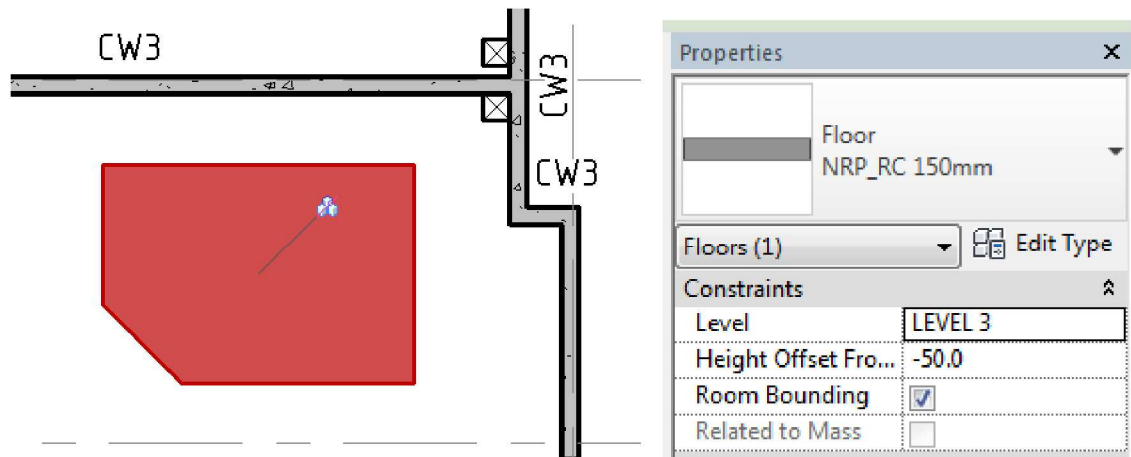 CW3
CW3
CW3
Properties
Floor
NRP_RC 150mm
Floors (1)
Edit Type
Constraints
Level LEVEL 3
Height Offset Fro... -50.0
Room Bounding
Related to Mass